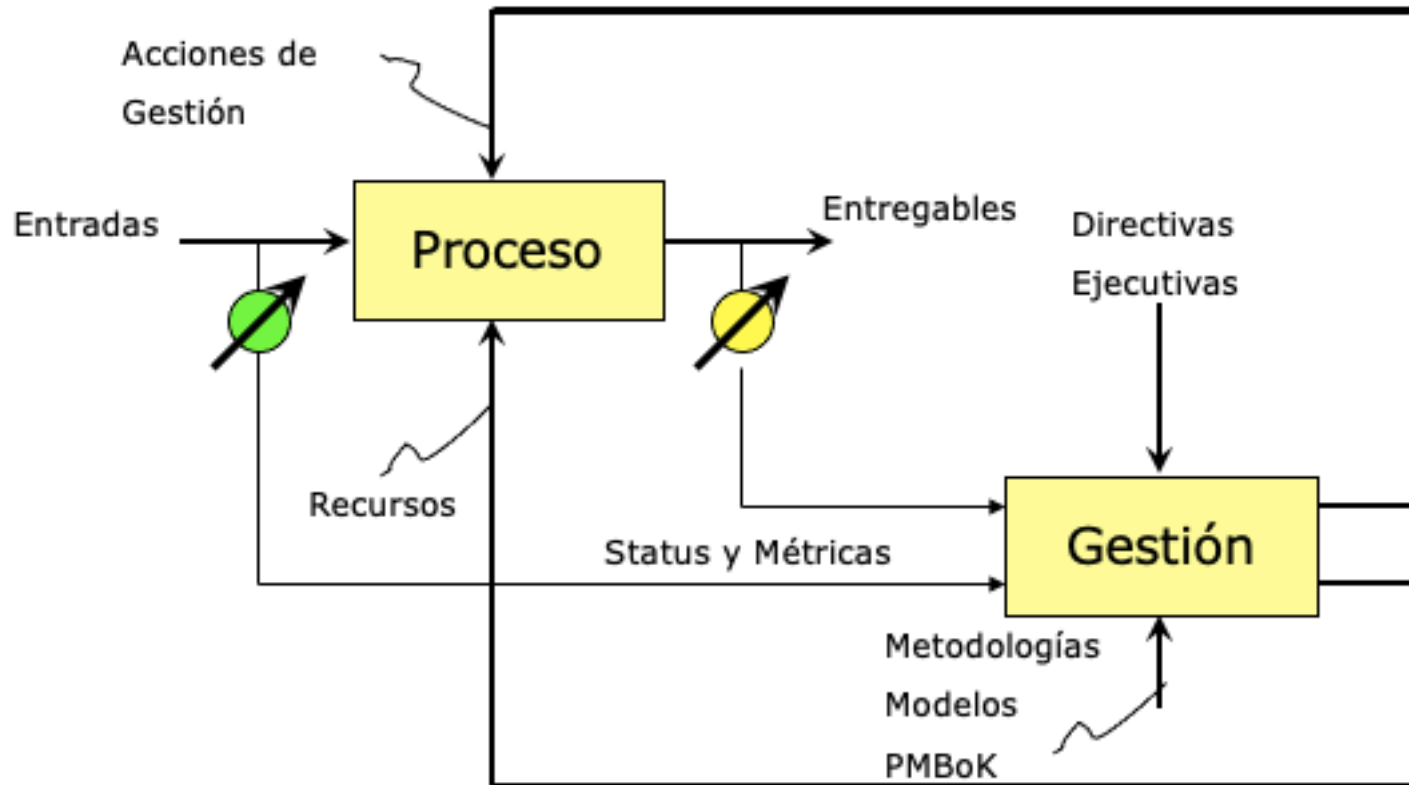 Acciones de
Gestión
Entradas
Proceso
Entregables
Directivas
Ejecutivas
Recursos
Status y Métricas
Gestión
Metodologías
Modelos
PMBoK